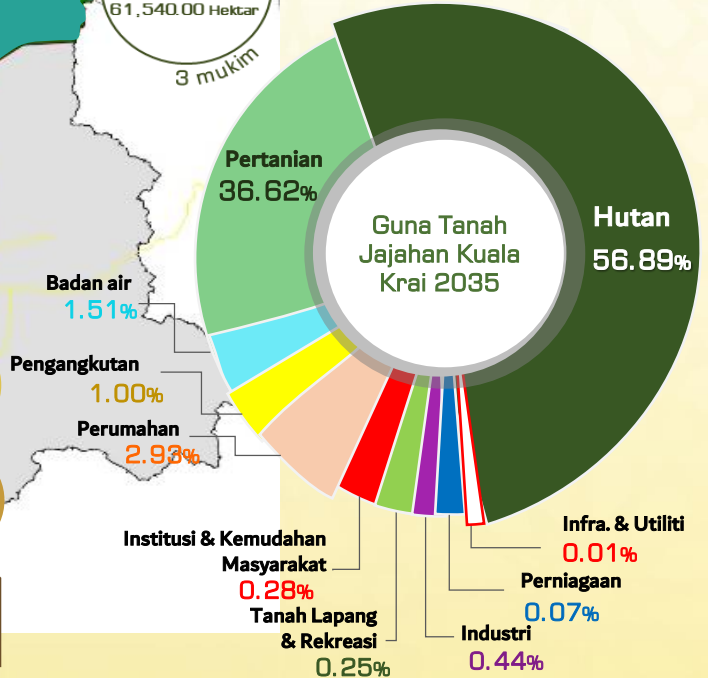 61,540.00 Hektar
3 mukim
Pertanian
36.62%
Hutan
56.89%
Guna Tanah
Jajahan Kuala
Krai 2035
Badan air
1.51%
Pengangkutan
1.00%
Perumahan
2.93%
Institusi & Kemudahan
Masyarakat
0.28%
Tanah Lapang
& Rekreasi
0.25%
Industri
0.44%
Perniagaan
0.07%
Infra. & Utiliti
0.01%